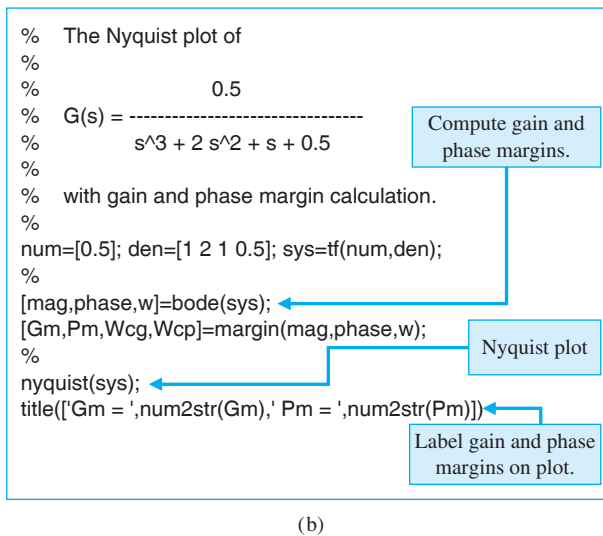 % The Nyquist plot of
%
% 0.5
% G(s) = ---------------------------------
% s^3 + 2 s^2 + s + 0.5
%
% with gain and phase margin calculation.
%
num=[0.5]; den=[1 2 1 0.5]; sys=tf(num,den);
%
[mag,phase,w]=bode(sys);
[Gm,Pm,Wcg,Wcp]=margin(mag,phase,w);
%
nyquist(sys);
title(['Gm = ',num2str(Gm),' Pm = ',num2str(Pm)])
Compute gain and
phase margins.
Nyquist plot
Label gain and phase
margins on plot.
(b)